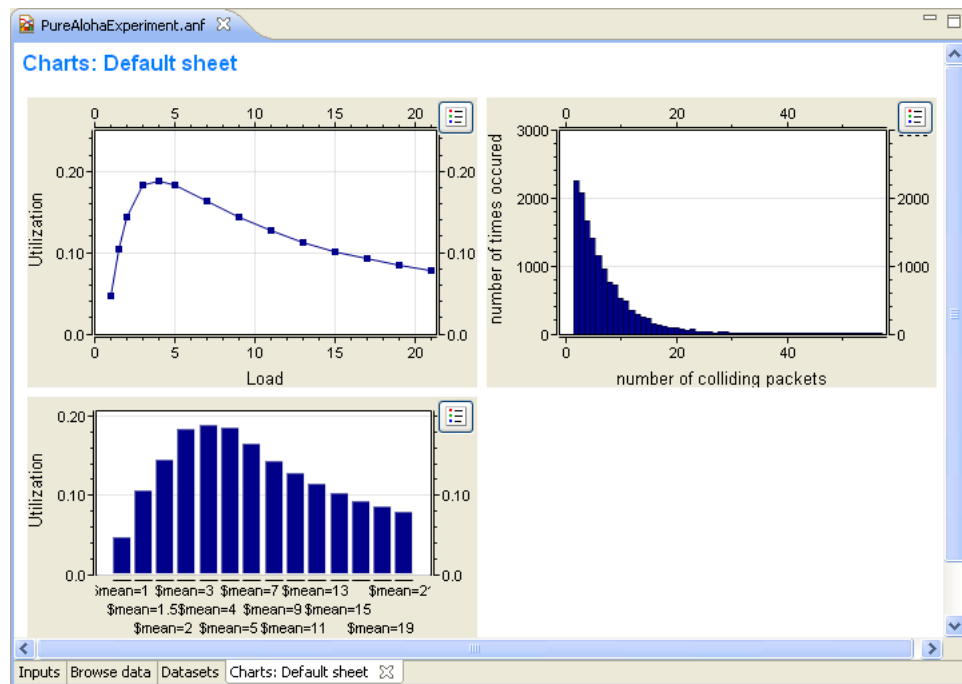 PureAlohaExperiment.anf
Charts: Default sheet
0 5 10 15 20
0.20 0.20
0.10 0.10
0.0 0.0
0 5 10 15 20
Utilization
Load
0 20 40
3000
2000 2000
1000 1000
0 0
0 20 40
number of times occured
number of colliding packets
0.20
0.10 0.10
0.0 0.0
Utilization
$mean=1 $mean=3 $mean=7 $mean=13 $mean=2
$mean=1.5 $mean=4 $mean=9 $mean=15
$mean=2 $mean=5 $mean=11 $mean=19
Inputs Browse data Datasets Charts: Default sheet